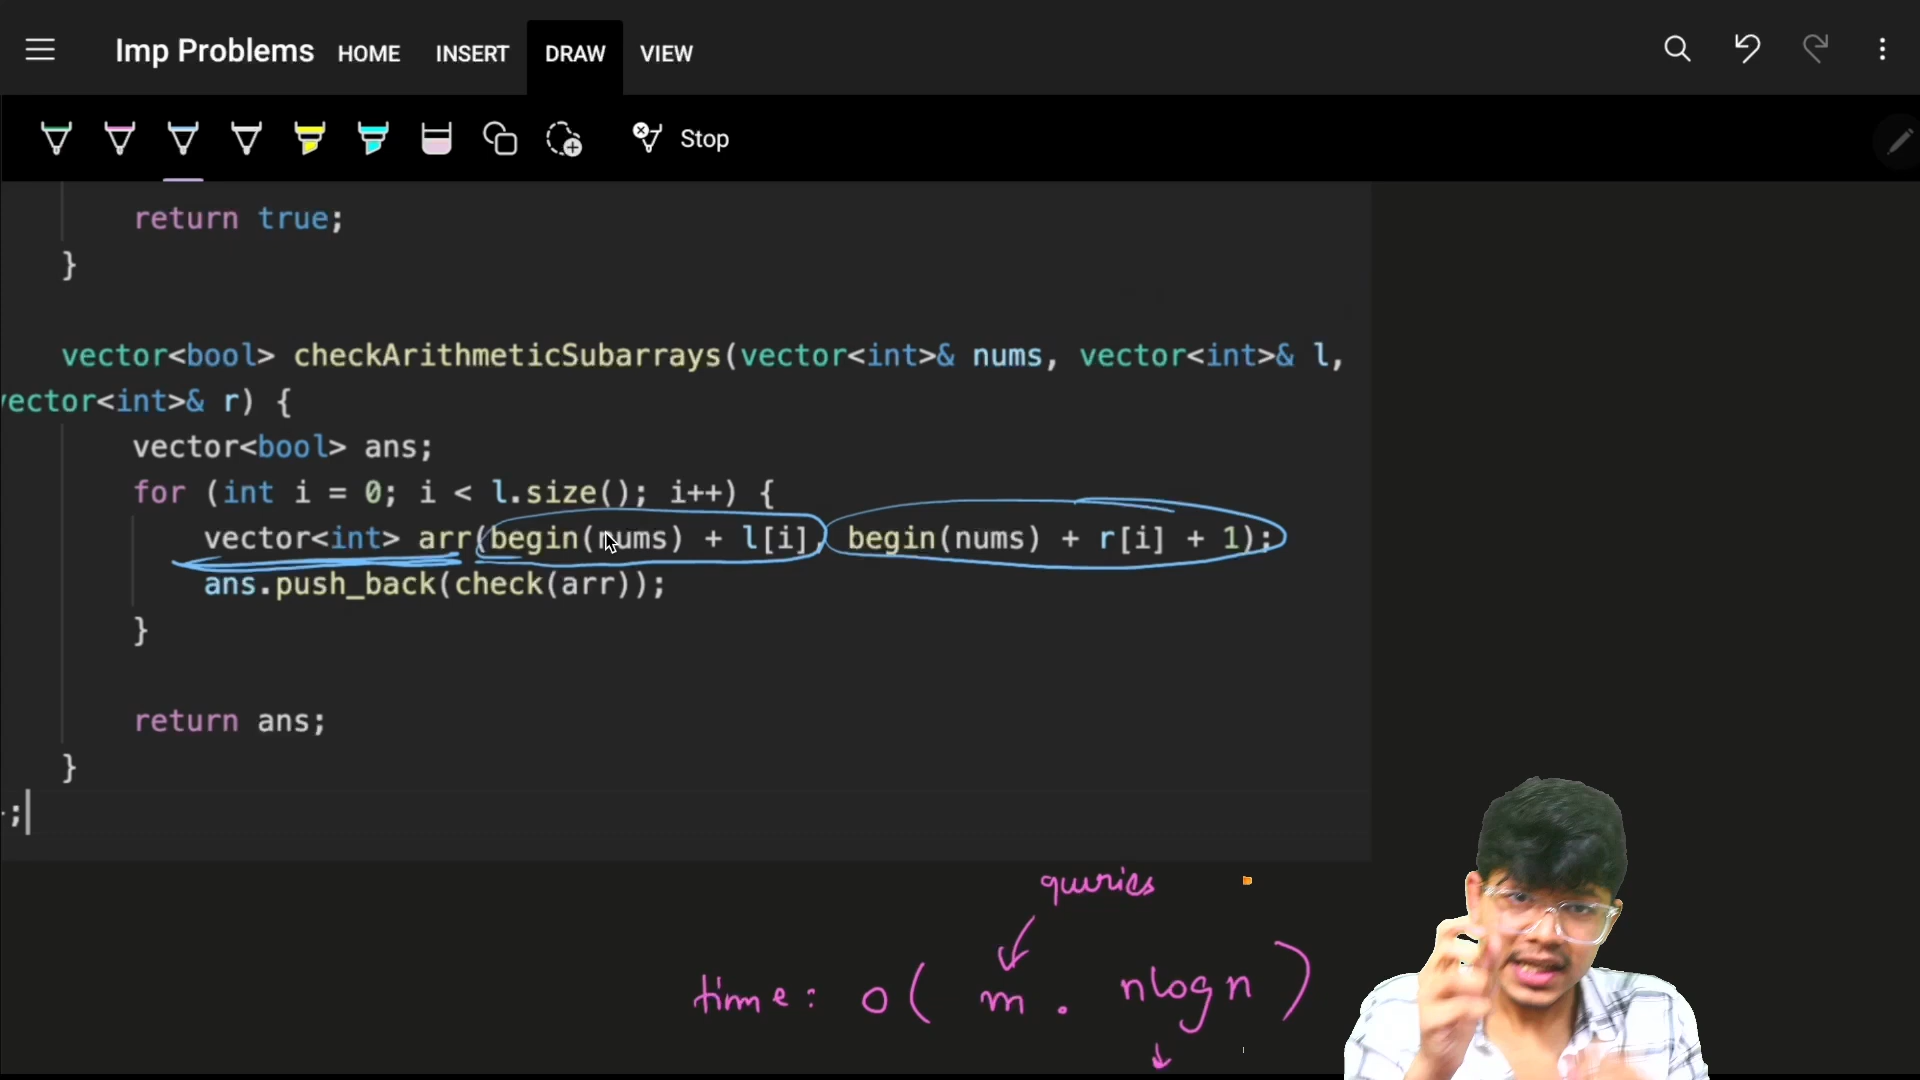 Imp Problems HOME INSERT DRAW VIEW
Stop
return true;
}
vector<bool> checkArithmeticSubarrays(vector<int>& nums, vector<int>& l,
vector<int>& r) {
vector<bool> ans;
for (int i = 0; i < l.size(); i++) {
vector<int> arr(begin(nums) + l[i], begin(nums) + r[i] + 1);
ans.push_back(check(arr));
}
return ans;
}
};
queries
time: O( m . nlogn )